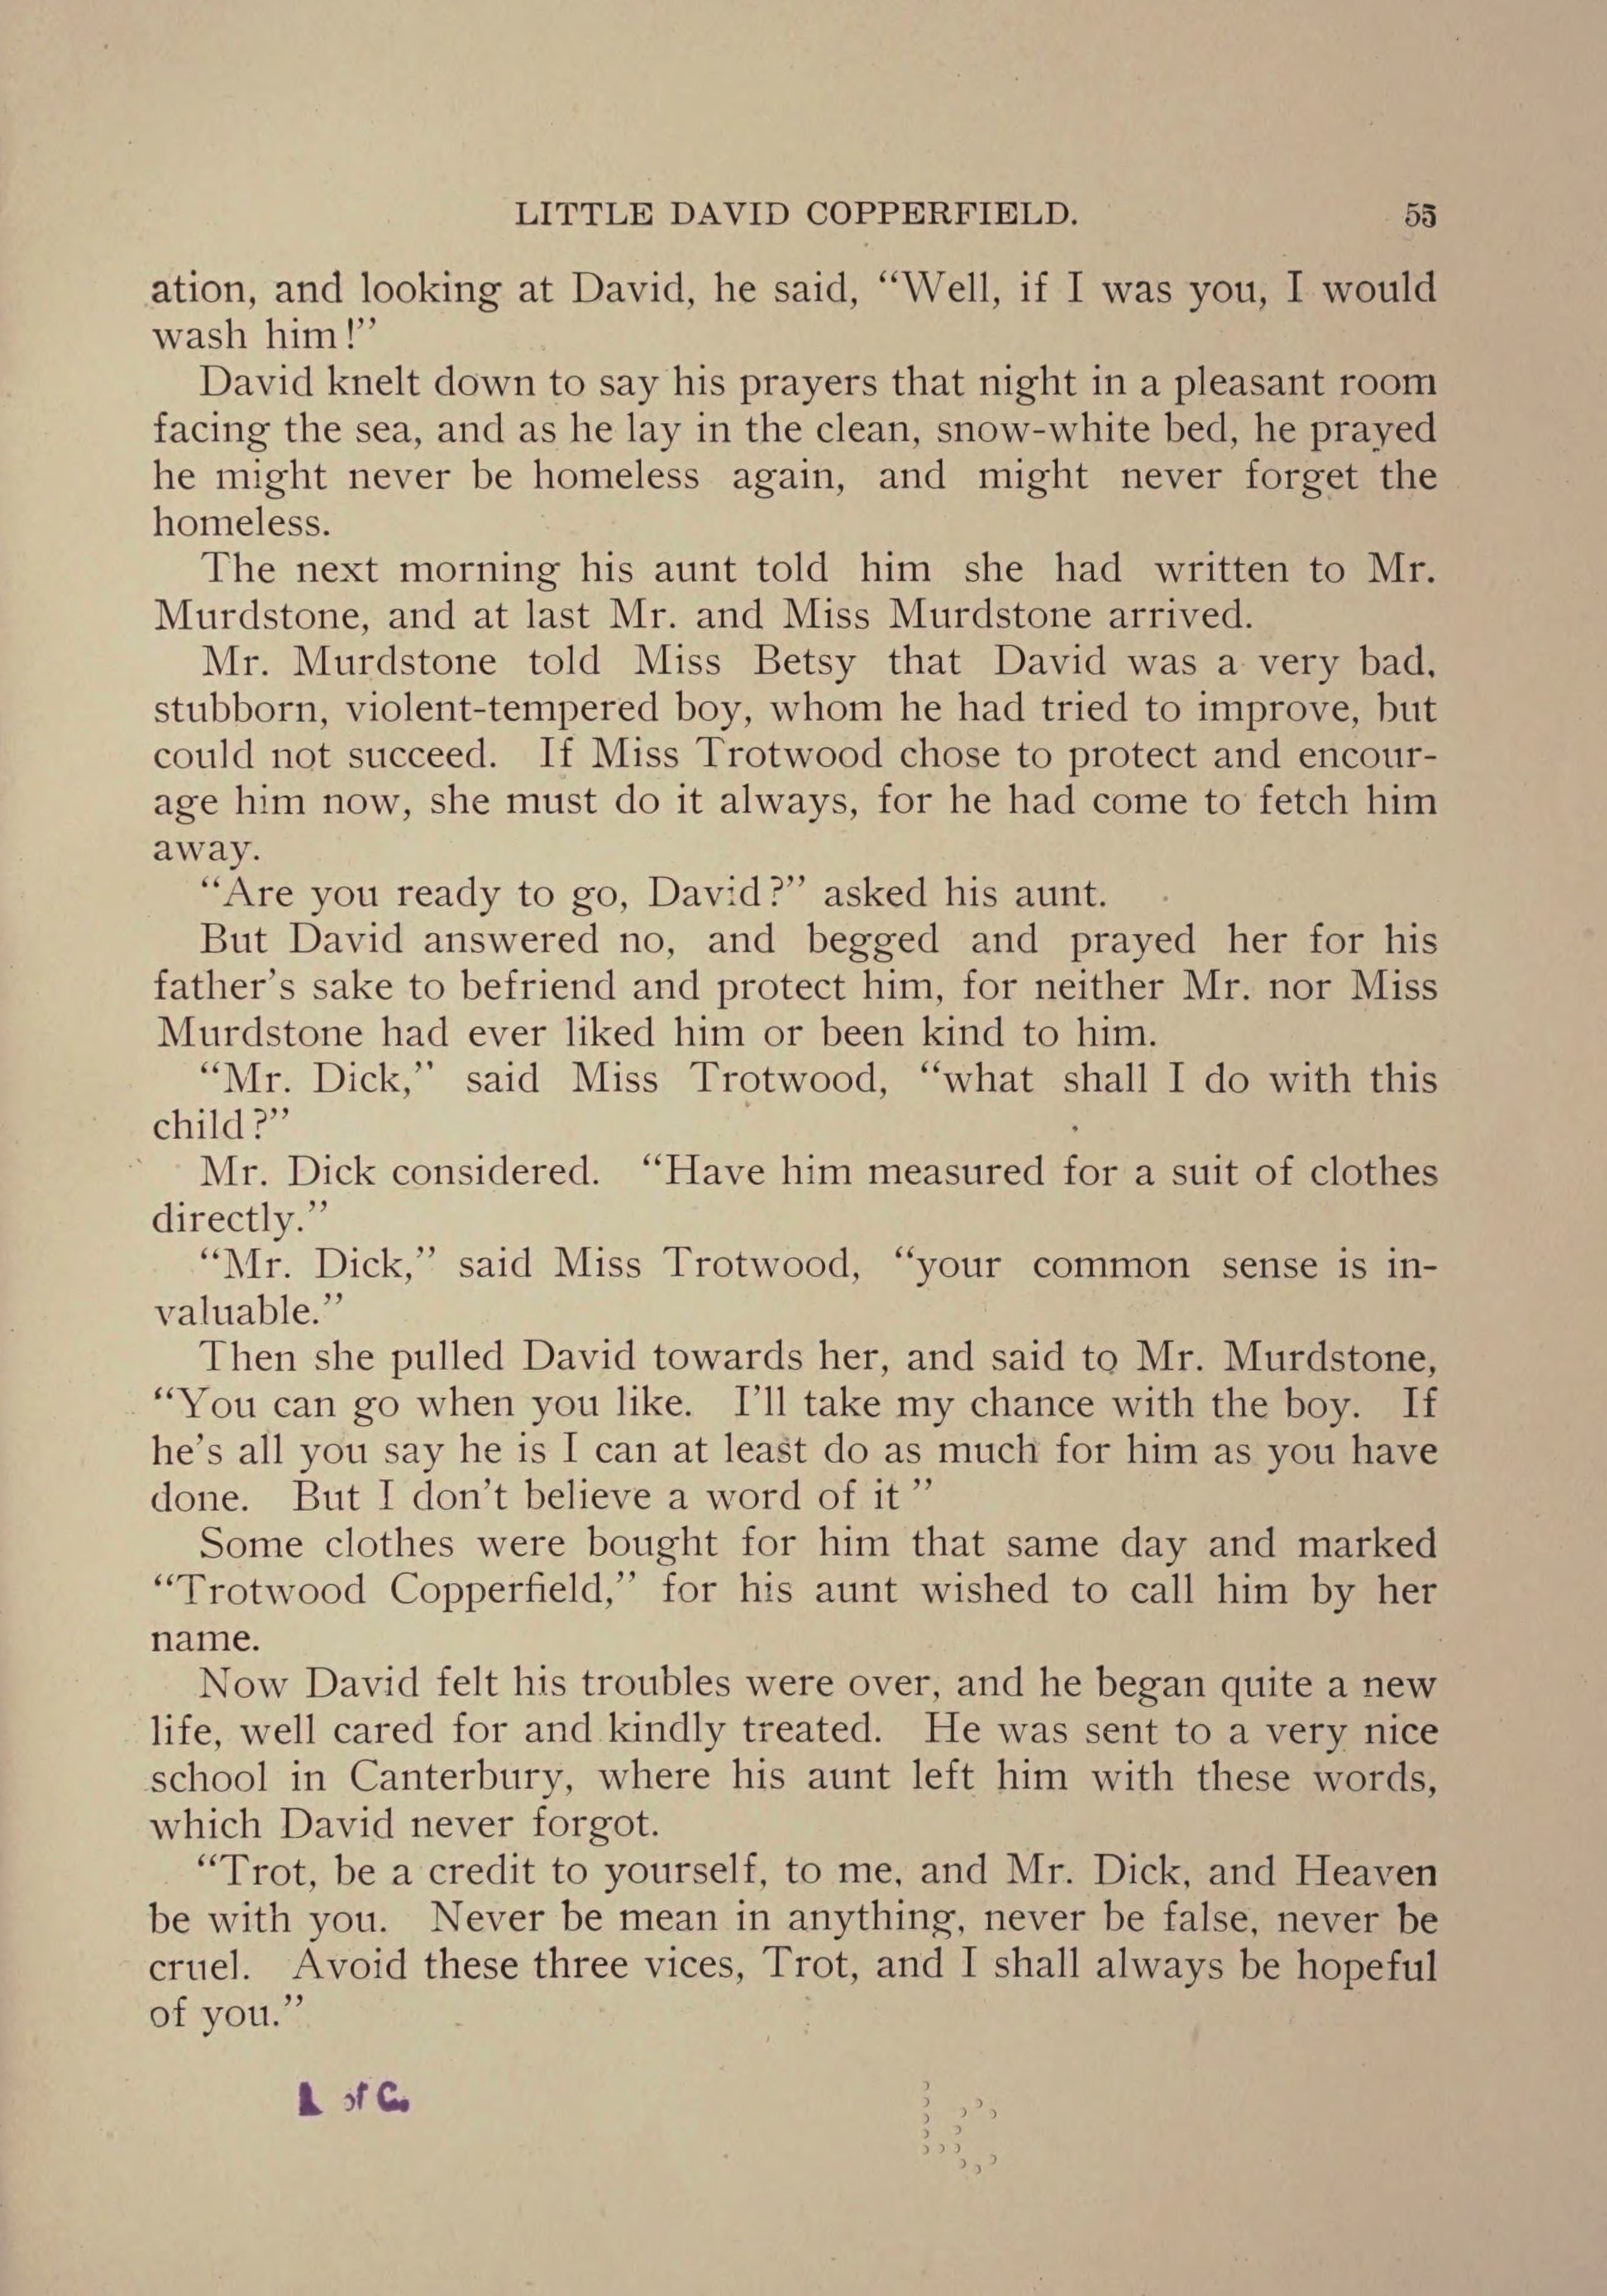 LITTLE DAVID COPPERFIELD. 55
ation, and looking at David, he said, “Well, if I was you, I would
wash him!”
David knelt down to say his prayers that night in a pleasant room
facing the sea, and as he lay in the clean, snow-white bed, he prayed
he might never be homeless again, and might never forget the
homeless.
The next morning his aunt told him she had written to Mr.
Murdstone, and at last Mr. and Miss Murdstone arrived.
Mr. Murdstone told Miss Betsy that David was a very bad,
stubborn, violent-tempered boy, whom he had tried to improve, but
could not succeed. If Miss Trotwood chose to protect and encour-
age him now, she must do it always, for he had come to fetch him
away.
“Are you ready to go, David?” asked his aunt.
But David answered no, and begged and prayed her for his
father’s sake to befriend and protect him, for neither Mr. nor Miss
Murdstone had ever liked him or been kind to him.
“Mr. Dick,” said Miss Trotwood, “what shall I do with this
child?”
Mr. Dick considered. “Have him measured for a suit of clothes
directly.”
“Mr. Dick,” said Miss Trotwood, “your common sense is in-
valuable.”
Then she pulled David towards her, and said to Mr. Murdstone,
“You can go when you like. I’ll take my chance with the boy. If
he’s all you say he is I can at least do as much for him as you have
done. But I don’t believe a word of it ”
Some clothes were bought for him that same day and marked
“Trotwood Copperfield,” for his aunt wished to call him by her
name.
Now David felt his troubles were over, and he began quite a new
life, well cared for and kindly treated. He was sent to a very nice
school in Canterbury, where his aunt left him with these words,
which David never forgot.
“Trot, be a credit to yourself, to me, and Mr. Dick, and Heaven
be with you. Never be mean in anything, never be false, never be
cruel. Avoid these three vices, Trot, and I shall always be hopeful
of you.”
L of C.